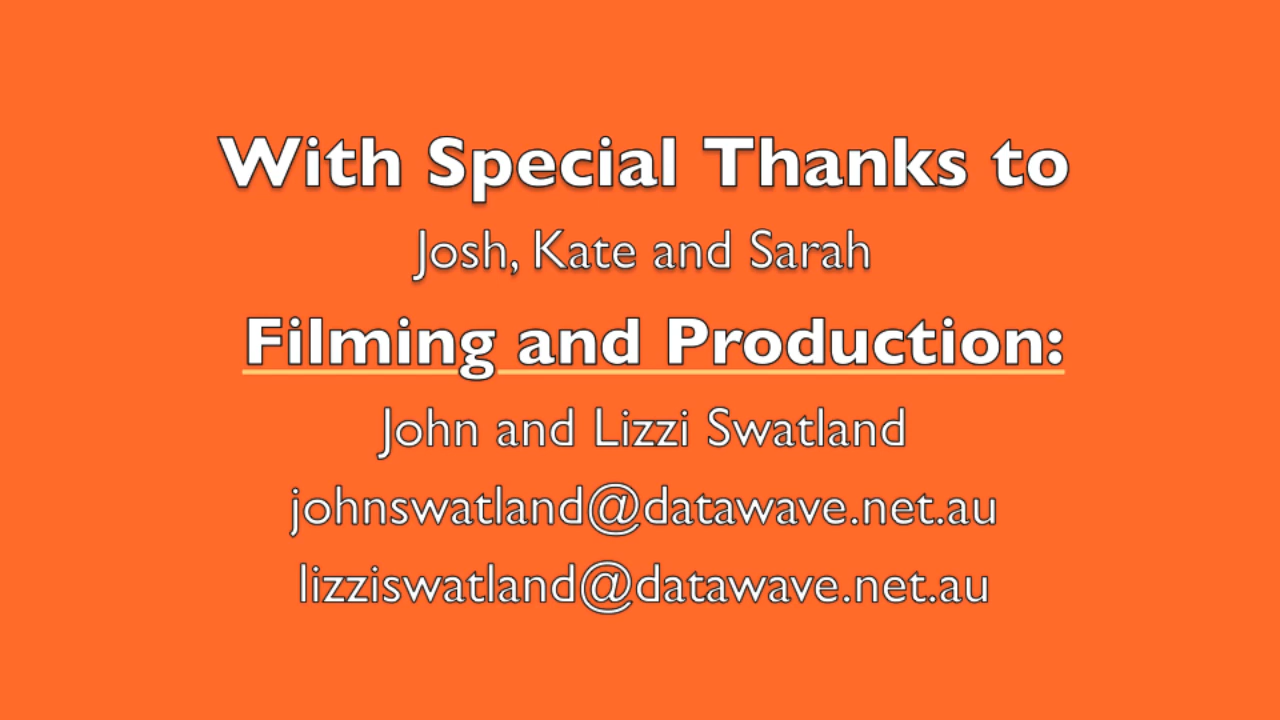 With Special Thanks to
Josh, Kate and Sarah
Filming and Production:
John and Lizzi Swatland
johnswatland@datawave.net.au
lizziswatland@datawave.net.au